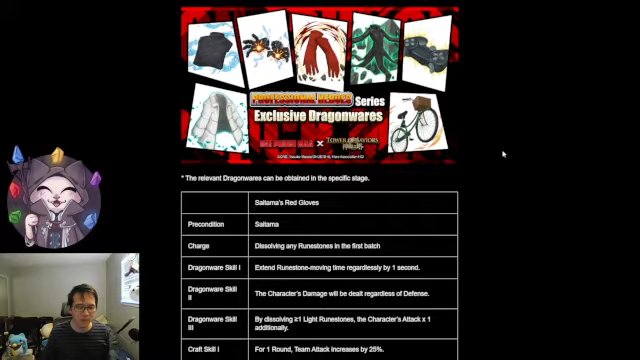 PROFESSIONAL HEROES Series
Exclusive Dragonwares
ONE PUNCH MAN × TOWER OF SAVIORS
* The relevant Dragonwares can be obtained in the specific stage.
Saitama's Red Gloves
Precondition Saitama
Charge Dissolving any Runestones in the first batch
Dragonware Skill I Extend Runestone-moving time regardlessly by 1 second.
Dragonware Skill II The Character's Damage will be dealt regardless of Defense.
Dragonware Skill III By dissolving ≥1 Light Runestones, the Character's Attack x 1 additionally.
Craft Skill I For 1 Round, Team Attack increases by 25%.